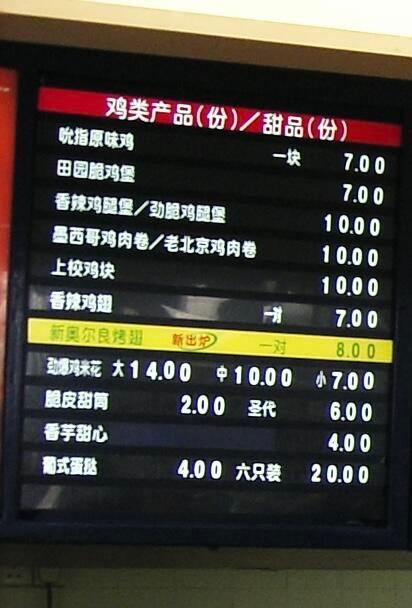 鸡类产品(份)/甜品(份)
吮指原味鸡 一块 7.00
田园脆鸡堡 7.00
香辣鸡腿堡/劲脆鸡腿堡 10.00
墨西哥鸡肉卷/老北京鸡肉卷 10.00
上校鸡块 10.00
香辣鸡翅 一对 7.00
新奥尔良烤翅 新出炉 一对 8.00
劲爆鸡米花 大14.00 中10.00 小7.00
脆皮甜筒 2.00 圣代 6.00
香芋甜心 4.00
葡式蛋挞 4.00 六只装 20.00